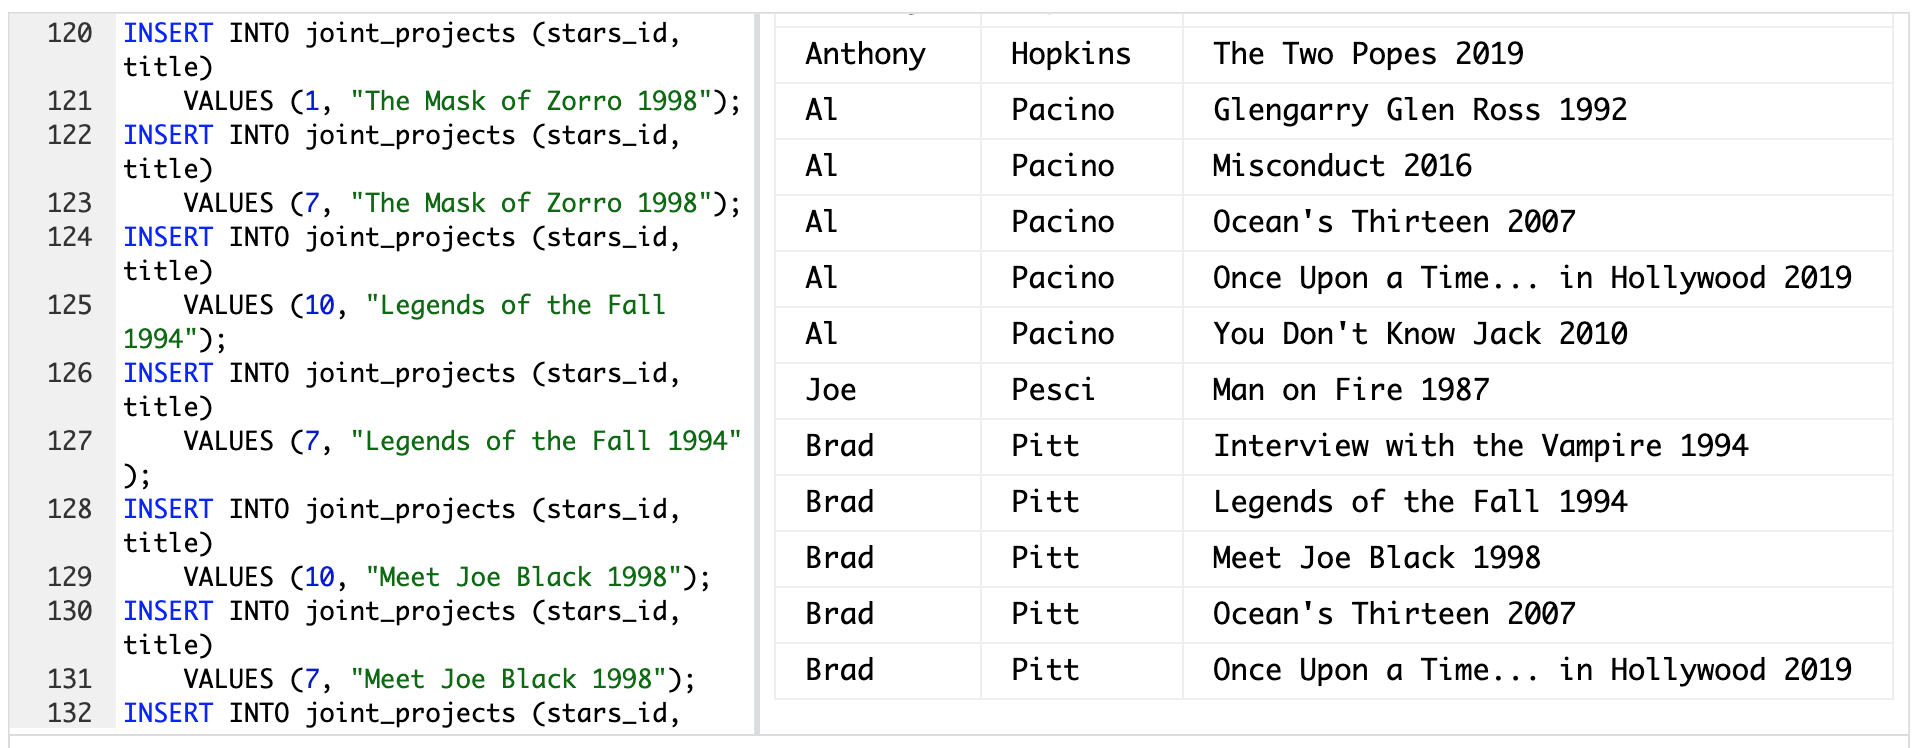 120 INSERT INTO joint_projects (stars_id,
title)
121 VALUES (1, "The Mask of Zorro 1998");
122 INSERT INTO joint_projects (stars_id,
title)
123 VALUES (7, "The Mask of Zorro 1998");
124 INSERT INTO joint_projects (stars_id,
title)
125 VALUES (10, "Legends of the Fall
1994");
126 INSERT INTO joint_projects (stars_id,
title)
127 VALUES (7, "Legends of the Fall 1994"
);
128 INSERT INTO joint_projects (stars_id,
title)
129 VALUES (10, "Meet Joe Black 1998");
130 INSERT INTO joint_projects (stars_id,
title)
131 VALUES (7, "Meet Joe Black 1998");
132 INSERT INTO joint_projects (stars_id,
Anthony Hopkins The Two Popes 2019
Al Pacino Glengarry Glen Ross 1992
Al Pacino Misconduct 2016
Al Pacino Ocean's Thirteen 2007
Al Pacino Once Upon a Time... in Hollywood 2019
Al Pacino You Don't Know Jack 2010
Joe Pesci Man on Fire 1987
Brad Pitt Interview with the Vampire 1994
Brad Pitt Legends of the Fall 1994
Brad Pitt Meet Joe Black 1998
Brad Pitt Ocean's Thirteen 2007
Brad Pitt Once Upon a Time... in Hollywood 2019